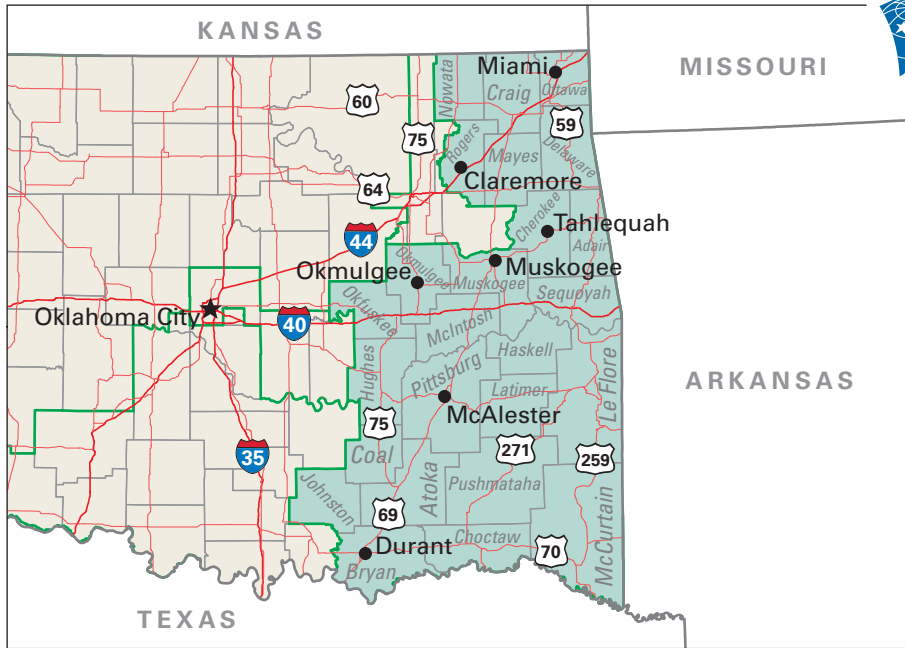 KANSAS
MISSOURI
Miami
Nowata
Craig
Ottawa
60
75
59
Rogers
Mayes
Delaware
Claremore
64
Cherokee
Tahlequah
44
Adair
Okmulgee
Okmulgee
Muskogee
Muskogee
Sequoyah
Oklahoma City
40
Okfuskee
McIntosh
Haskell
Hughes
Pittsburg
Latimer
Le Flore
ARKANSAS
McAlester
75
271
35
Coal
259
Johnston
Atoka
Pushmataha
69
McCurtain
Choctaw
Durant
70
Bryan
TEXAS